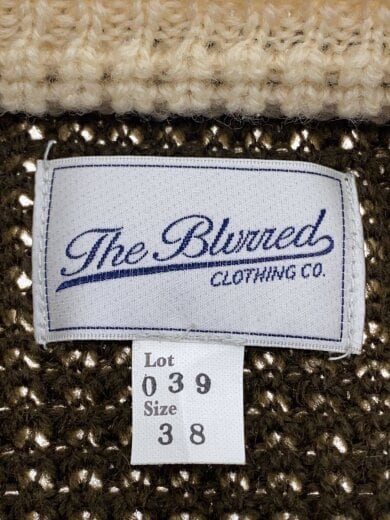 The Blurred
CLOTHING CO.
Lot
039
Size
38